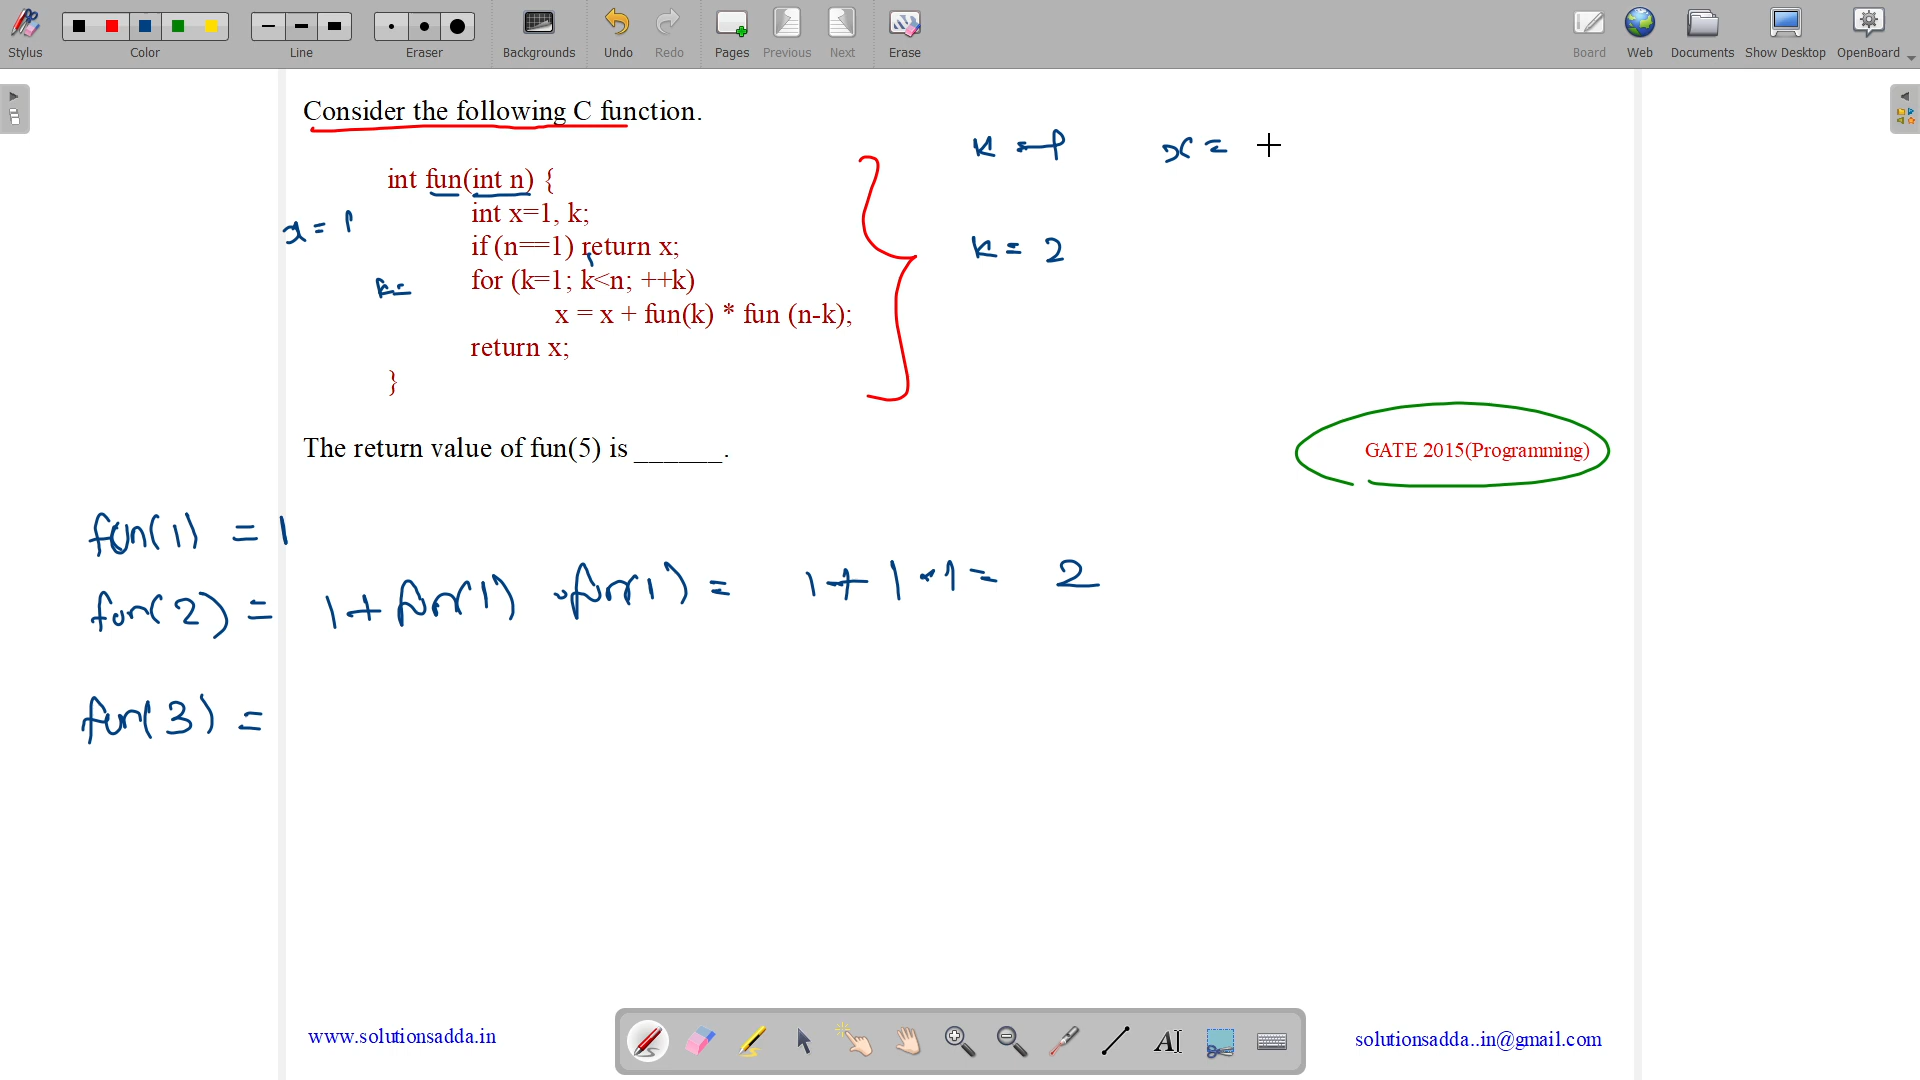 Stylus Color Line Eraser Backgrounds Undo Redo Pages Previous Next Erase Board Web Documents Show Desktop OpenBoard
Consider the following C function.
int fun(int n) {
int x=1, k;
if (n==1) return x;
for (k=1; k<n; ++k)
x = x + fun(k) * fun (n-k);
return x;
}
x = 1
k=
k = 1 x =
k = 2
The return value of fun(5) is ______.
GATE 2015(Programming)
fun(1) = 1
fun(2) = 1 + fun(1) * fun(1) = 1 + 1 * 1 = 2
fun(3) =
www.solutionsadda.in
solutionsadda..in@gmail.com